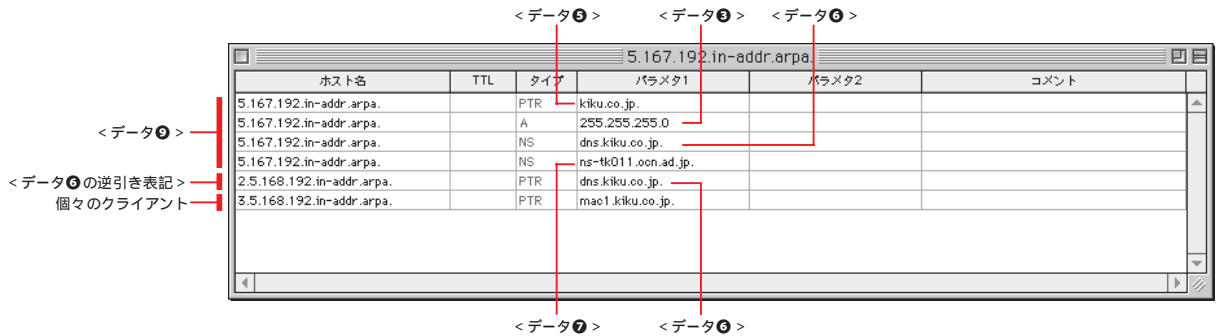 <データ❺> <データ❸> <データ❻>
5.167.192.in-addr.arpa.
ホスト名 TTL タイプ パラメタ1 パラメタ2 コメント
5.167.192.in-addr.arpa. PTR kiku.co.jp.
5.167.192.in-addr.arpa. A 255.255.255.0
<データ❾> 5.167.192.in-addr.arpa. NS dns.kiku.co.jp.
5.167.192.in-addr.arpa. NS ns-tk011.ocn.ad.jp.
<データ❻の逆引き表記> 2.5.168.192.in-addr.arpa. PTR dns.kiku.co.jp.
個々のクライアント 3.5.168.192.in-addr.arpa. PTR mac1.kiku.co.jp.
<データ❼> <データ❻>